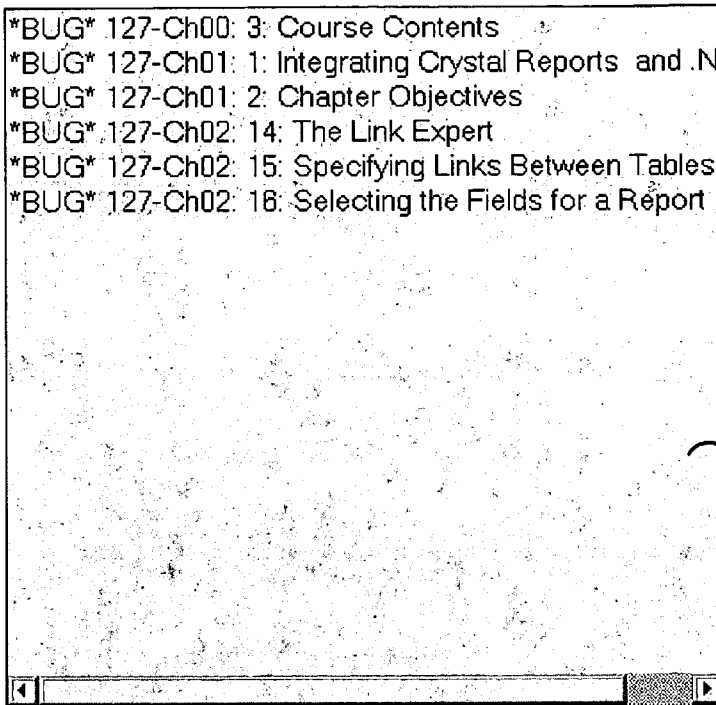 *BUG* 127-Ch00: 3: Course Contents
*BUG* 127-Ch01: 1: Integrating Crystal Reports and .N
*BUG* 127-Ch01: 2: Chapter Objectives
*BUG* 127-Ch02: 14: The Link Expert
*BUG* 127-Ch02: 15: Specifying Links Between Tables
*BUG* 127-Ch02: 16: Selecting the Fields for a Report